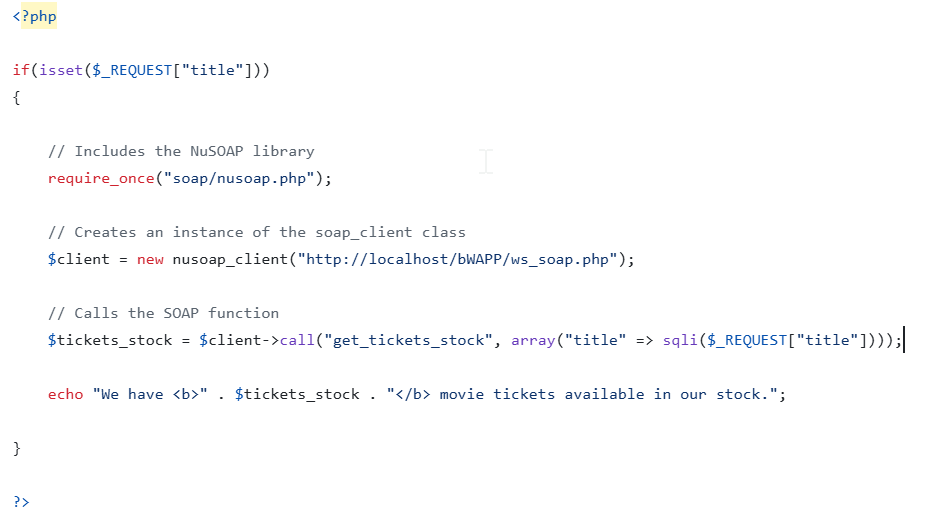 <?php
if(isset($_REQUEST["title"]))
{
// Includes the NuSOAP library
require_once("soap/nusoap.php");
// Creates an instance of the soap_client class
$client = new nusoap_client("http://localhost/bWAPP/ws_soap.php");
// Calls the SOAP function
$tickets_stock = $client->call("get_tickets_stock", array("title" => sqli($_REQUEST["title"])));
echo "We have <b>" . $tickets_stock . "</b> movie tickets available in our stock.";
}
?>